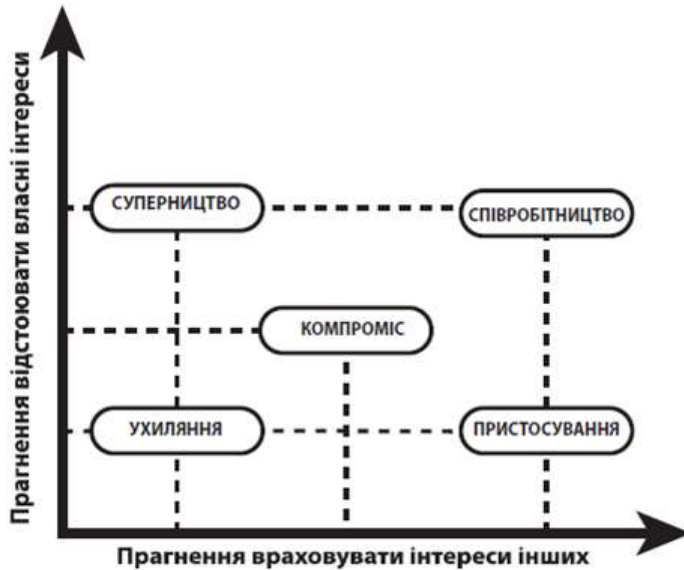 Прагнення відстоювати власні інтереси
СУПЕРНИЦТВО
СПІВРОБІТНИЦТВО
КОМПРОМІС
УХИЛЯННЯ
ПРИСТОСУВАННЯ
Прагнення враховувати інтереси інших